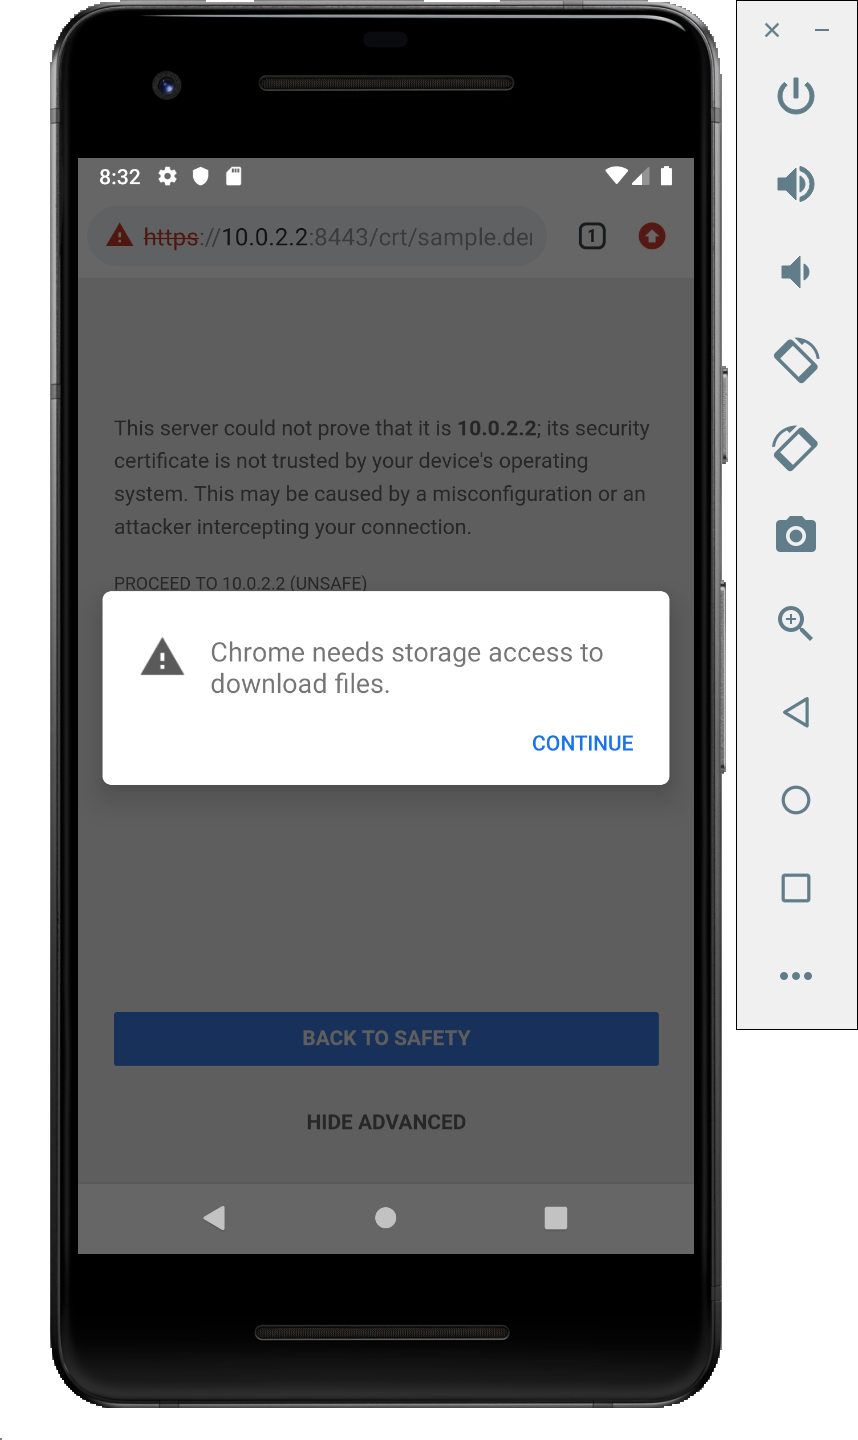 8:32
https://10.0.2.2:8443/crt/sample.der
1
This server could not prove that it is 10.0.2.2; its security
certificate is not trusted by your device's operating
system. This may be caused by a misconfiguration or an
attacker intercepting your connection.
PROCEED TO 10.0.2.2 (UNSAFE)
Chrome needs storage access to
download files.
CONTINUE
BACK TO SAFETY
HIDE ADVANCED